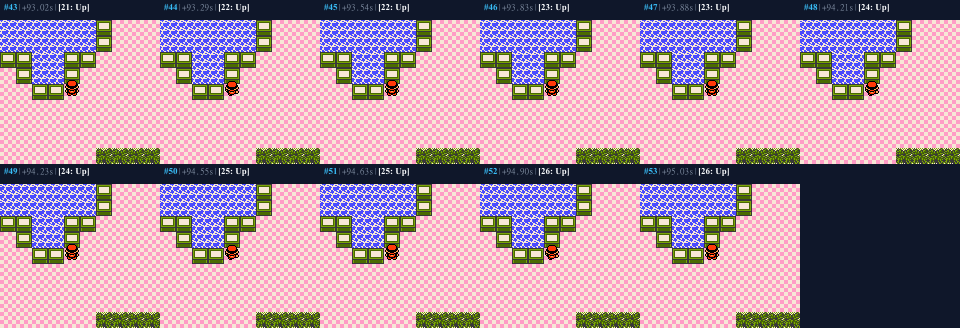 #43|+93.02s|[21: Up]
#44|+93.29s|[22: Up]
#45|+93.54s|[22: Up]
#46|+93.83s|[23: Up]
#47|+93.88s|[23: Up]
#48|+94.21s|[24: Up]
#49|+94.23s|[24: Up]
#50|+94.55s|[25: Up]
#51|+94.63s|[25: Up]
#52|+94.90s|[26: Up]
#53|+95.03s|[26: Up]